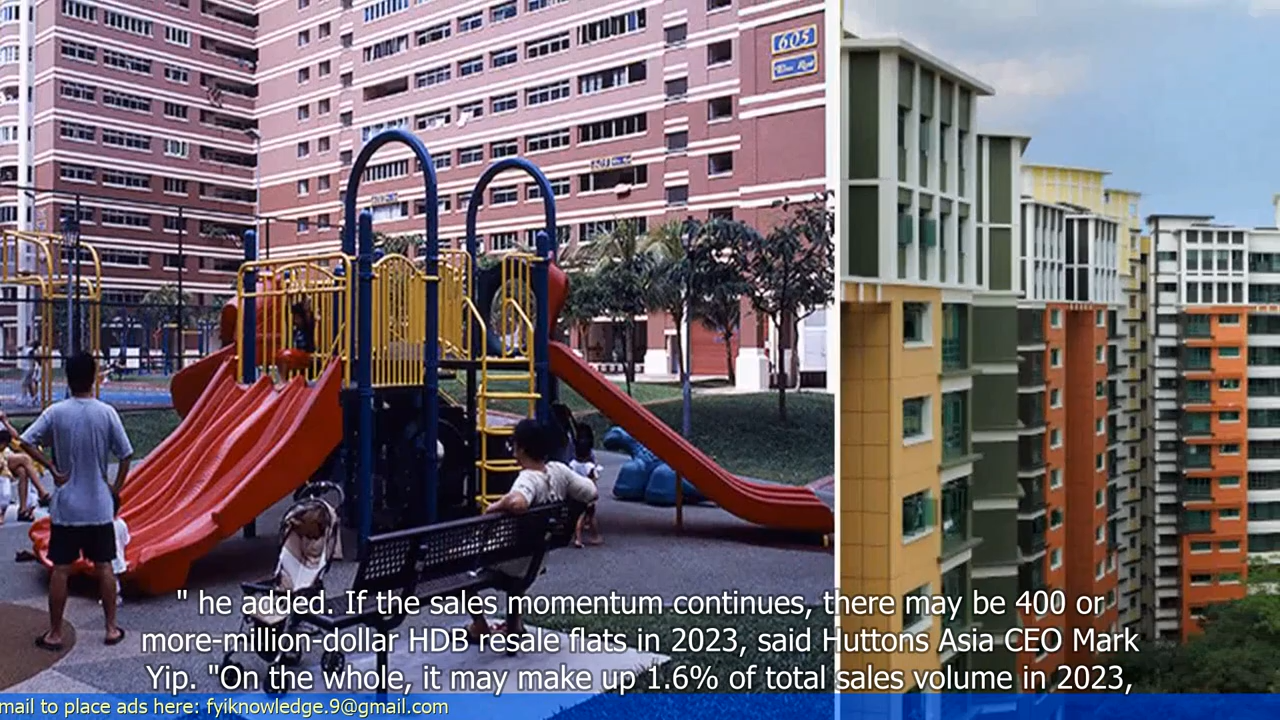 605
" he added. If the sales momentum continues, there may be 400 or
more-million-dollar HDB resale flats in 2023, said Huttons Asia CEO Mark
Yip. "On the whole, it may make up 1.6% of total sales volume in 2023,
mail to place ads here: fyiknowledge.9@gmail.com